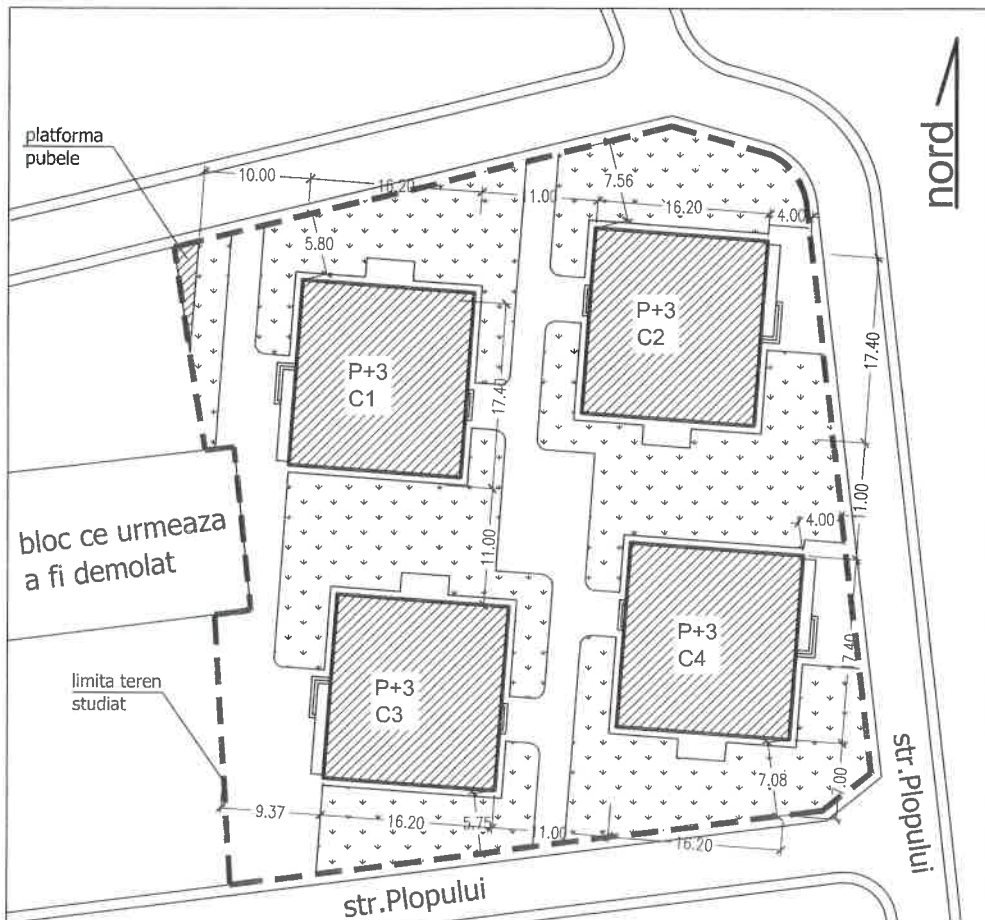 platforma
pubele
nord
10.00
16.20
11.00
7.56
16.20
4.00
5.80
P+3
C1
P+3
C2
17.40
17.40
bloc ce urmeaza
a fi demolat
11.00
4.00
1.00
P+3
C3
P+3
C4
7.40
limita teren
studiat
7.08
7.00
9.37
16.20
5.75
11.00
16.20
str.Plopului
str.Plopului